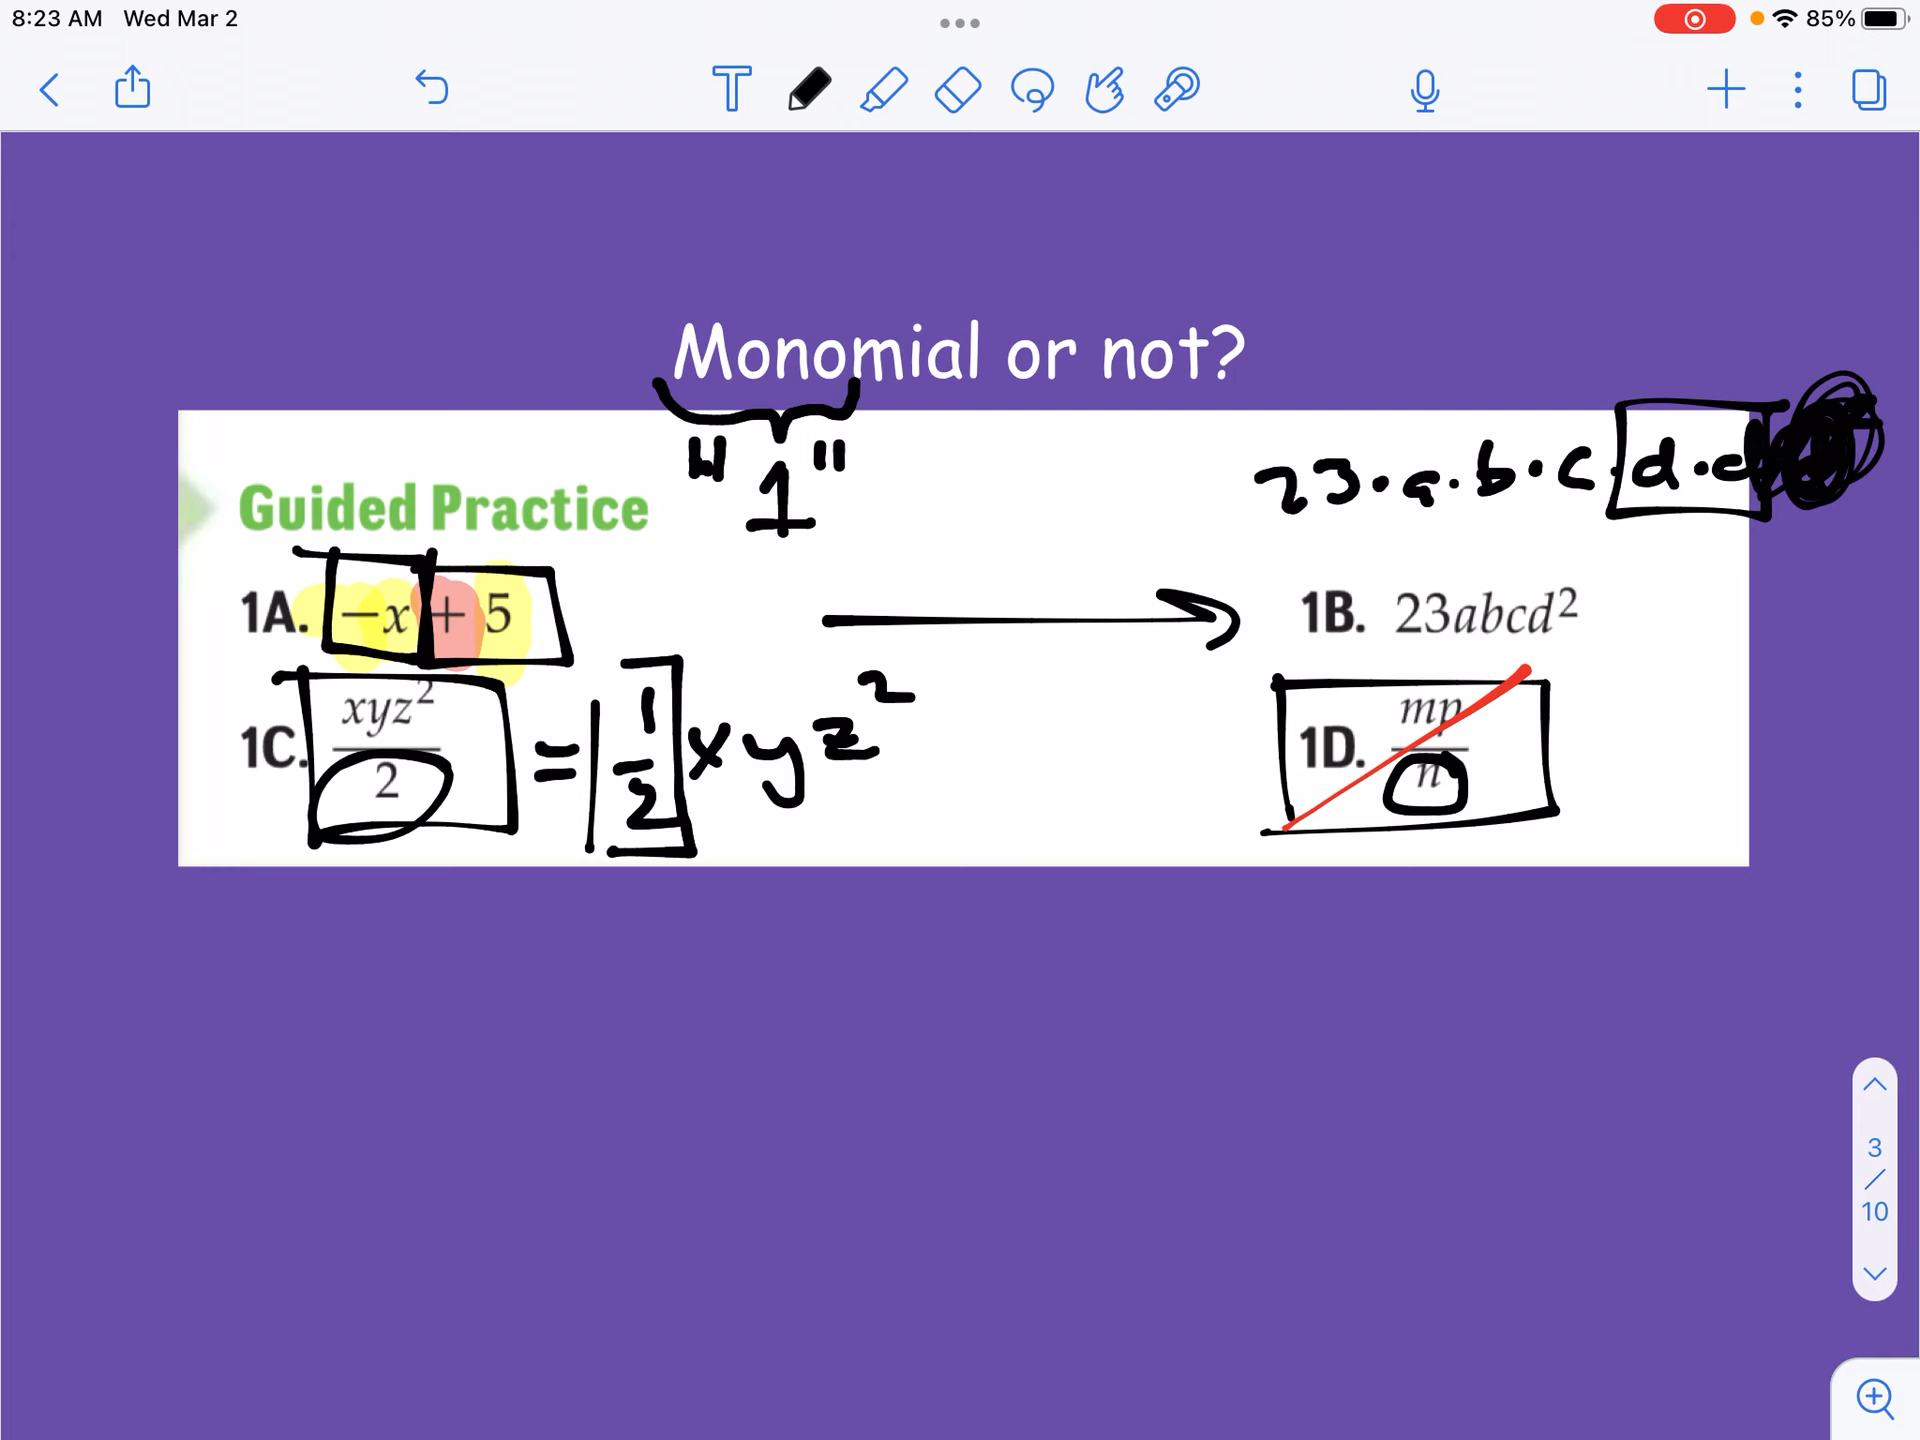 8:23 AM Wed Mar 2
85%
Monomial or not?
"1"
23·a·b·c·d·d
Guided Practice
1A. −x + 5
1B. 23abcd²
1C. xyz²/2 = [1/2]xyz²
1D. mp/n
3
/
10